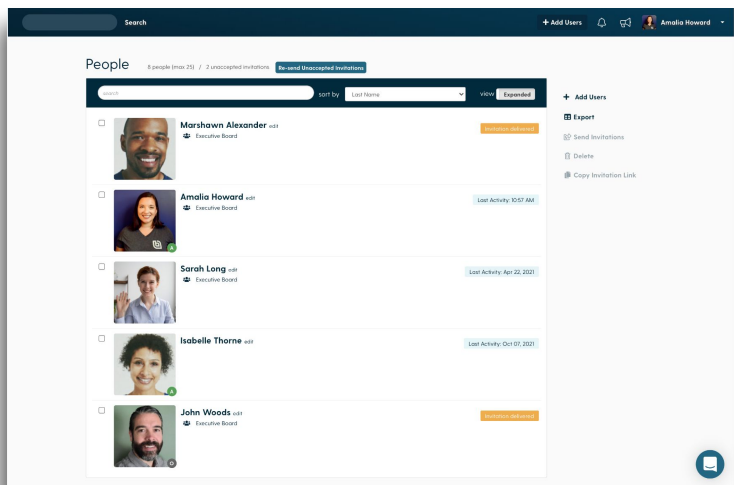 Search
+ Add Users
Amalia Howard
People
8 people (max 25) / 2 unaccepted invitations
Re-send Unaccepted Invitations
search
sort by
Last Name
view
Expanded
Marshawn Alexander edit
Executive Board
Invitation delivered
Amalia Howard edit
Executive Board
Last Activity: 10:57 AM
A
Sarah Long edit
Executive Board
Last Activity: Apr 22, 2021
Isabelle Thorne edit
Last Activity: Oct 07, 2021
A
John Woods edit
Executive Board
Invitation delivered
D
+ Add Users
Export
Send Invitations
Delete
Copy Invitation Link